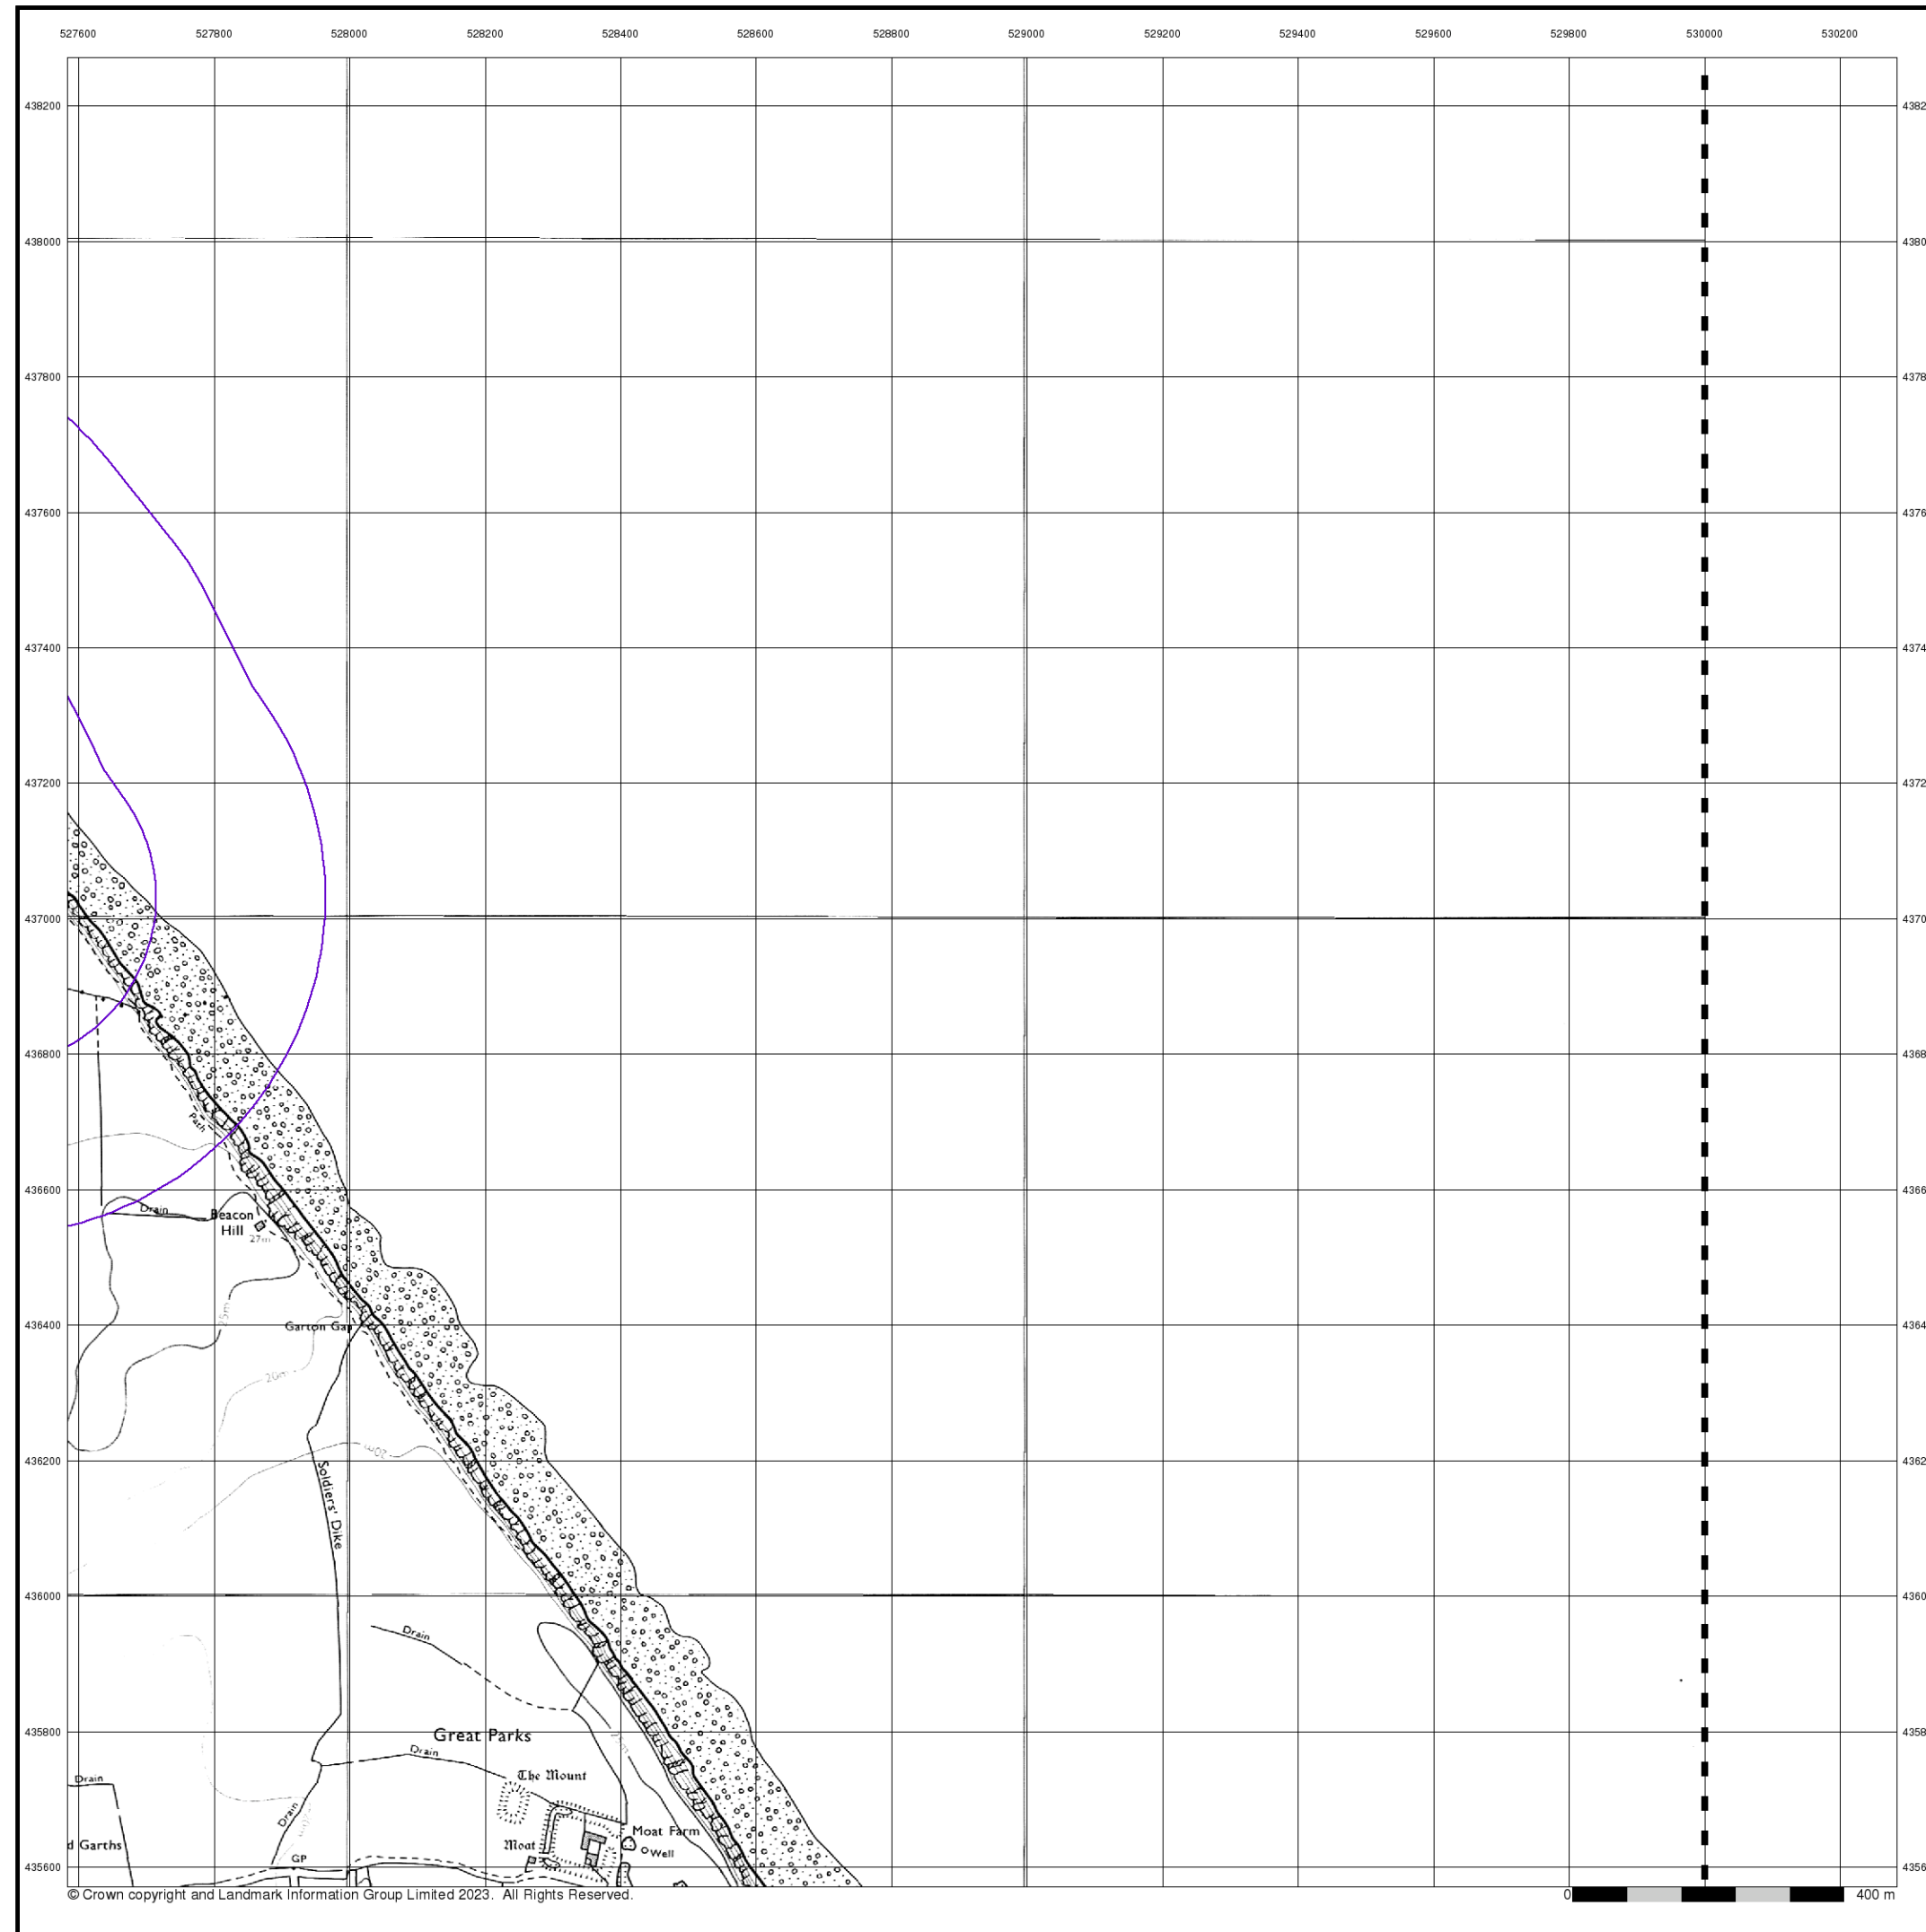 527600 527800 528000 528200 528400 528600 528800 529000 529200 529400 529600 529800 530000 530200
438200 4382
438000 4380
437800 4378
437600 4376
437400 4374
437200 4372
437000 4370
436800 4368
Path
436600 4366
Drain
Beacon
Hill
27m
25m
436400 4364
Garton Gap
20m
20m
436200 4362
Soldiers' Dike
436000 4360
Drain
435800 4358
Great Parks
Drain
Drain
The Mount
Drain
Moat Farm
d Garths
Moat
Well
GP
435600 4356
© Crown copyright and Landmark Information Group Limited 2023. All Rights Reserved.
0 400 m